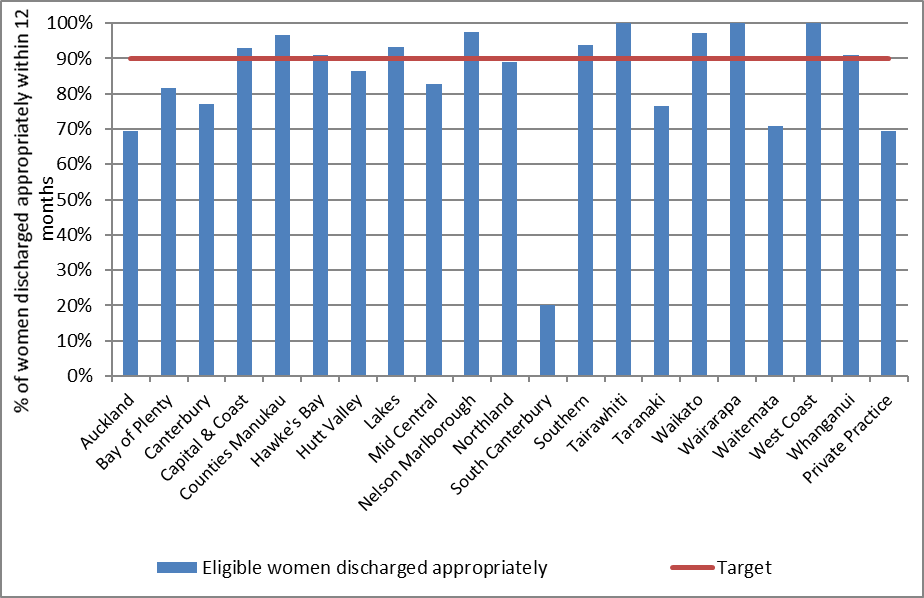 % of women discharged appropriately within 12
months
100%
90%
80%
70%
60%
50%
40%
30%
20%
10%
0%
Auckland
Bay of Plenty
Canterbury
Capital & Coast
Counties Manukau
Hawke's Bay
Hutt Valley
Lakes
Mid Central
Nelson Marlborough
Northland
South Canterbury
Southern
Tairawhiti
Taranaki
Waikato
Wairarapa
Waitemata
West Coast
Whanganui
Private Practice
Eligible women discharged appropriately
Target